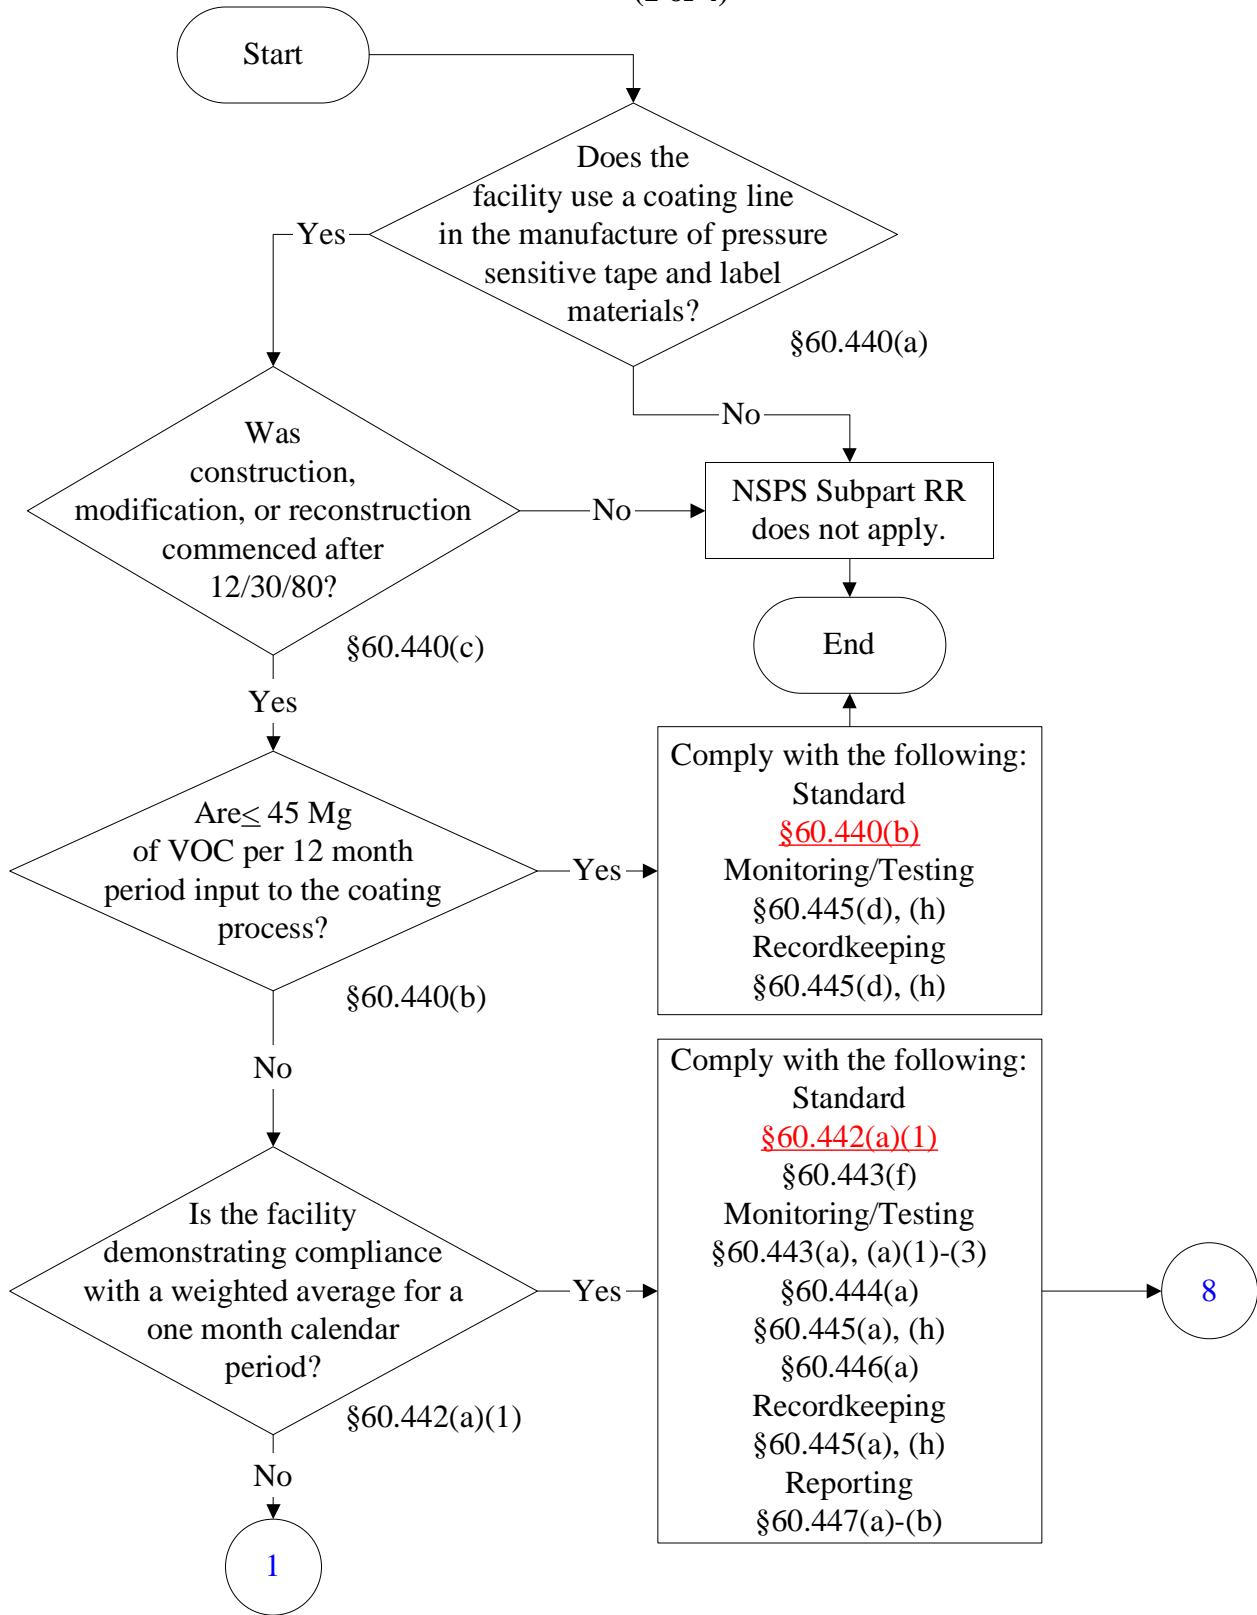 Start
Does the
facility use a coating line
in the manufacture of pressure
sensitive tape and label
materials?
Yes
§60.440(a)
No
Was
construction,
modification, or reconstruction
commenced after
12/30/80?
No
NSPS Subpart RR
does not apply.
§60.440(c)
End
Yes
Are≤ 45 Mg
of VOC per 12 month
period input to the coating
process?
Yes
§60.440(b)
Comply with the following:
Standard
§60.440(b)
Monitoring/Testing
§60.445(d), (h)
Recordkeeping
§60.445(d), (h)
No
Is the facility
demonstrating compliance
with a weighted average for a
one month calendar
period?
Yes
§60.442(a)(1)
Comply with the following:
Standard
§60.442(a)(1)
§60.443(f)
Monitoring/Testing
§60.443(a), (a)(1)-(3)
§60.444(a)
§60.445(a), (h)
§60.446(a)
Recordkeeping
§60.445(a), (h)
Reporting
§60.447(a)-(b)
8
No
1